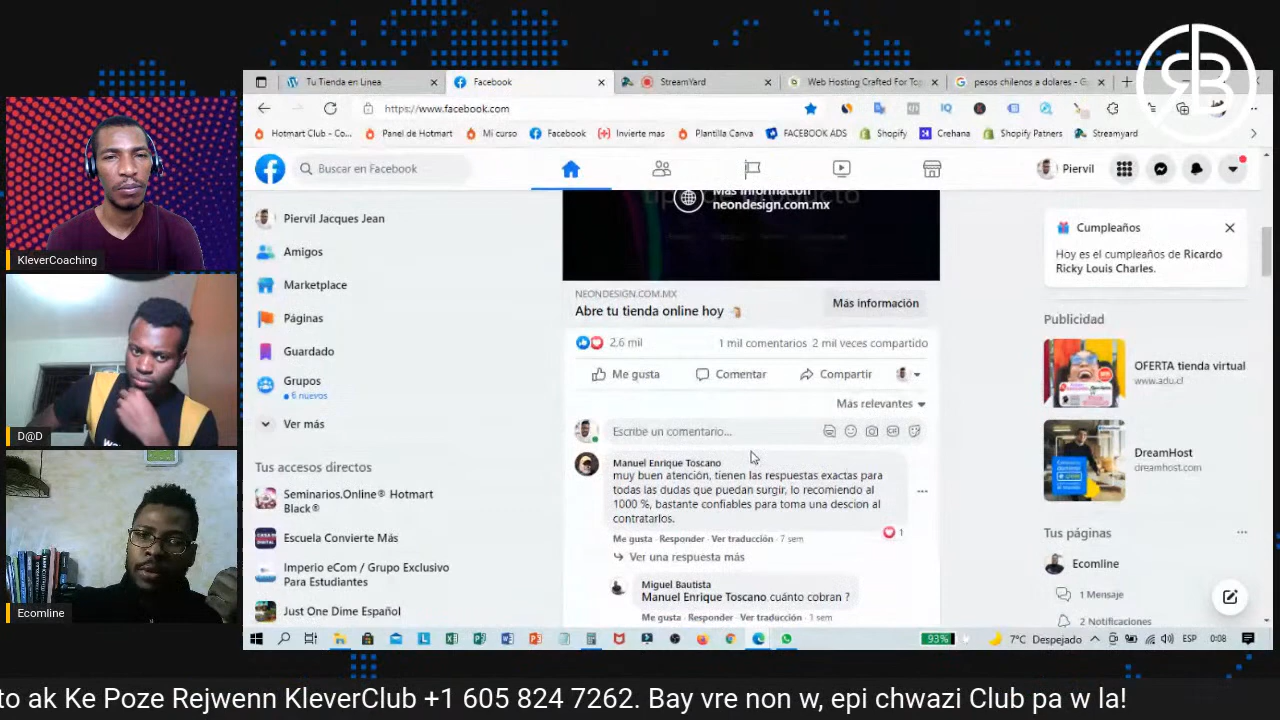 Tu Tienda en Linea
Facebook
StreamYard
Web Hosting Crafted For To
pesos chilenos a dolares - G
https://www.facebook.com
Hotmart Club - Co...
Panel de Hotmart
Mi curso
Facebook
Invierte mas
Plantilla Canva
FACEBOOK ADS
Shopify
Crehana
Shopify Patners
Streamyard
Buscar en Facebook
Piervil
KleverCoaching
D@D
Ecomline
Piervil Jacques Jean
Amigos
Marketplace
Páginas
Guardado
Grupos
6 nuevos
Ver más
Tus accesos directos
Seminarios.Online® Hotmart
Black®
Escuela Convierte Más
Imperio eCom / Grupo Exclusivo
Para Estudiantes
Just One Dime Español
Más información
neondesign.com.mx
NEONDESIGN.COM.MX
Abre tu tienda online hoy
Más información
2,6 mil
1 mil comentarios 2 mil veces compartido
Me gusta
Comentar
Compartir
Más relevantes
Escribe un comentario...
Manuel Enrique Toscano
muy buen atención, tienen las respuestas exactas para
todas las dudas que puedan surgir, lo recomiendo al
1000 %, bastante confiables para toma una descion al
contratarlos.
1
Me gusta · Responder · Ver traducción · 7 sem
Ver una respuesta más
Miguel Bautista
Manuel Enrique Toscano cuánto cobran ?
Me gusta · Responder · Ver traducción · 1 sem
Cumpleaños
Hoy es el cumpleaños de Ricardo
Ricky Louis Charles.
Publicidad
OFERTA tienda virtual
www.adu.cl
DreamHost
dreamhost.com
Tus páginas
Ecomline
1 Mensaje
2 Notificaciones
93%
7°C Despejado
ESP
0:08
to ak Ke Poze Rejwenn KleverClub +1 605 824 7262. Bay vre non w, epi chwazi Club pa w la!